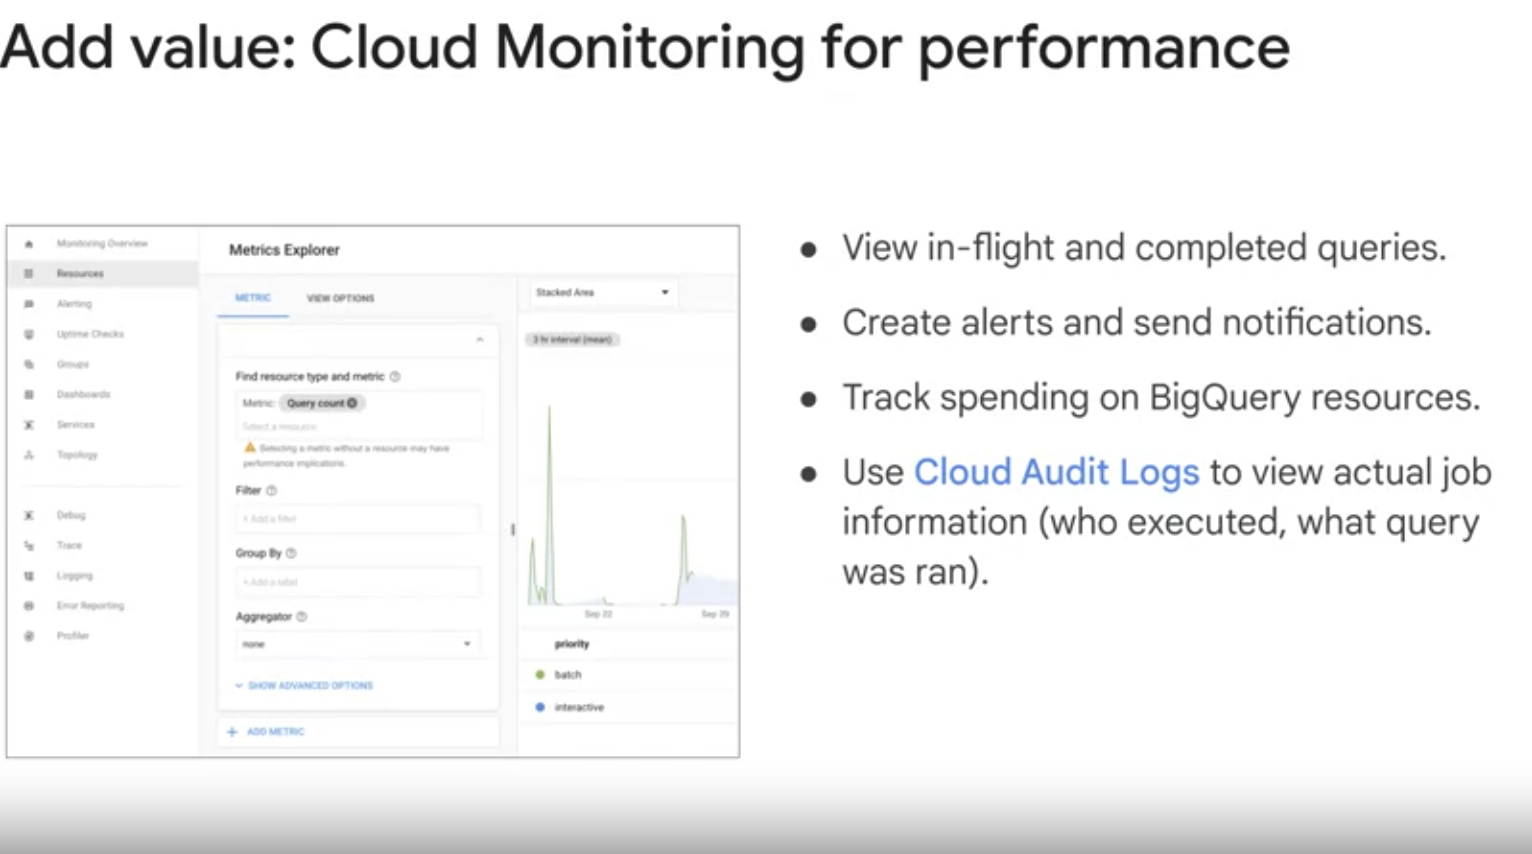 Add value: Cloud Monitoring for performance
Monitoring Overview
Resources
Alerting
Uptime Checks
Groups
Dashboards
Services
Topology
Debug
Trace
Logging
Error Reporting
Profiler
Metrics Explorer
METRIC
VIEW OPTIONS
Find resource type and metric
Metric: Query count
Select a resource
Selecting a metric without a resource may have
performance implications.
Filter
+ Add a filter
Group By
+ Add a label
Aggregator
none
SHOW ADVANCED OPTIONS
+ ADD METRIC
Stacked Area
3 hr interval (mean)
Sep 22
Sep 29
priority
batch
interactive
● View in-flight and completed queries.
● Create alerts and send notifications.
● Track spending on BigQuery resources.
● Use Cloud Audit Logs to view actual job
information (who executed, what query
was ran).